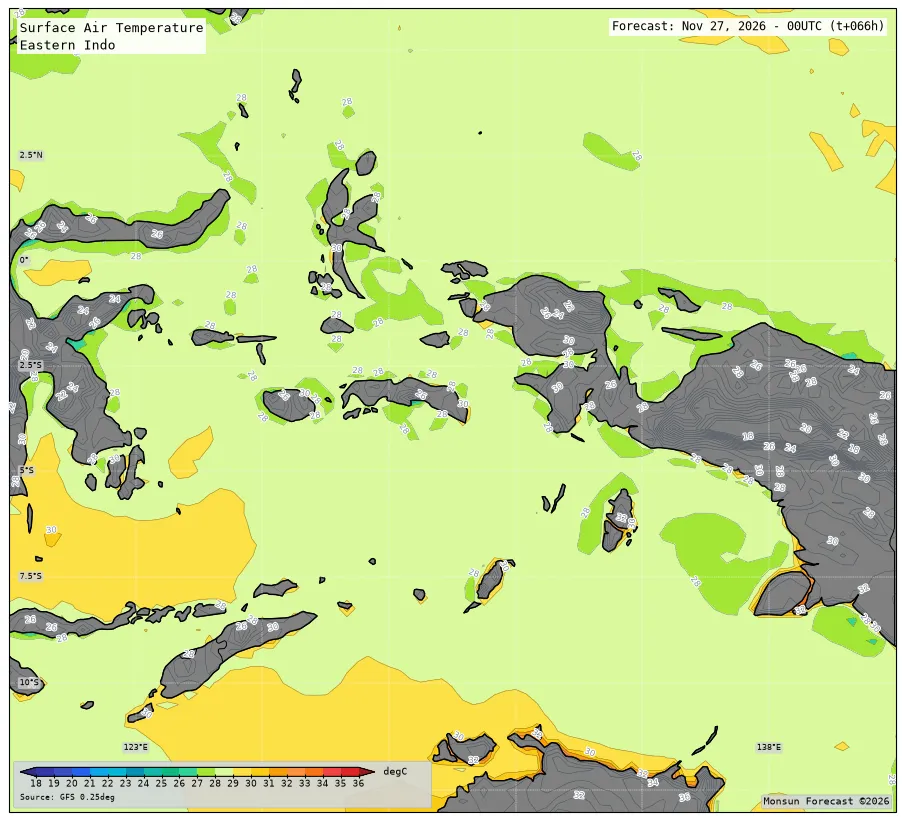 Surface Air Temperature
Eastern Indo
Forecast: Nov 27, 2026 - 00UTC (t+066h)
2.5°N
0°
2.5°S
5°S
7.5°S
10°S
123°E
138°E
18 19 20 21 22 23 24 25 26 27 28 29 30 31 32 33 34 35 36
degC
Source: GFS 0.25deg
Monsun Forecast ©2026